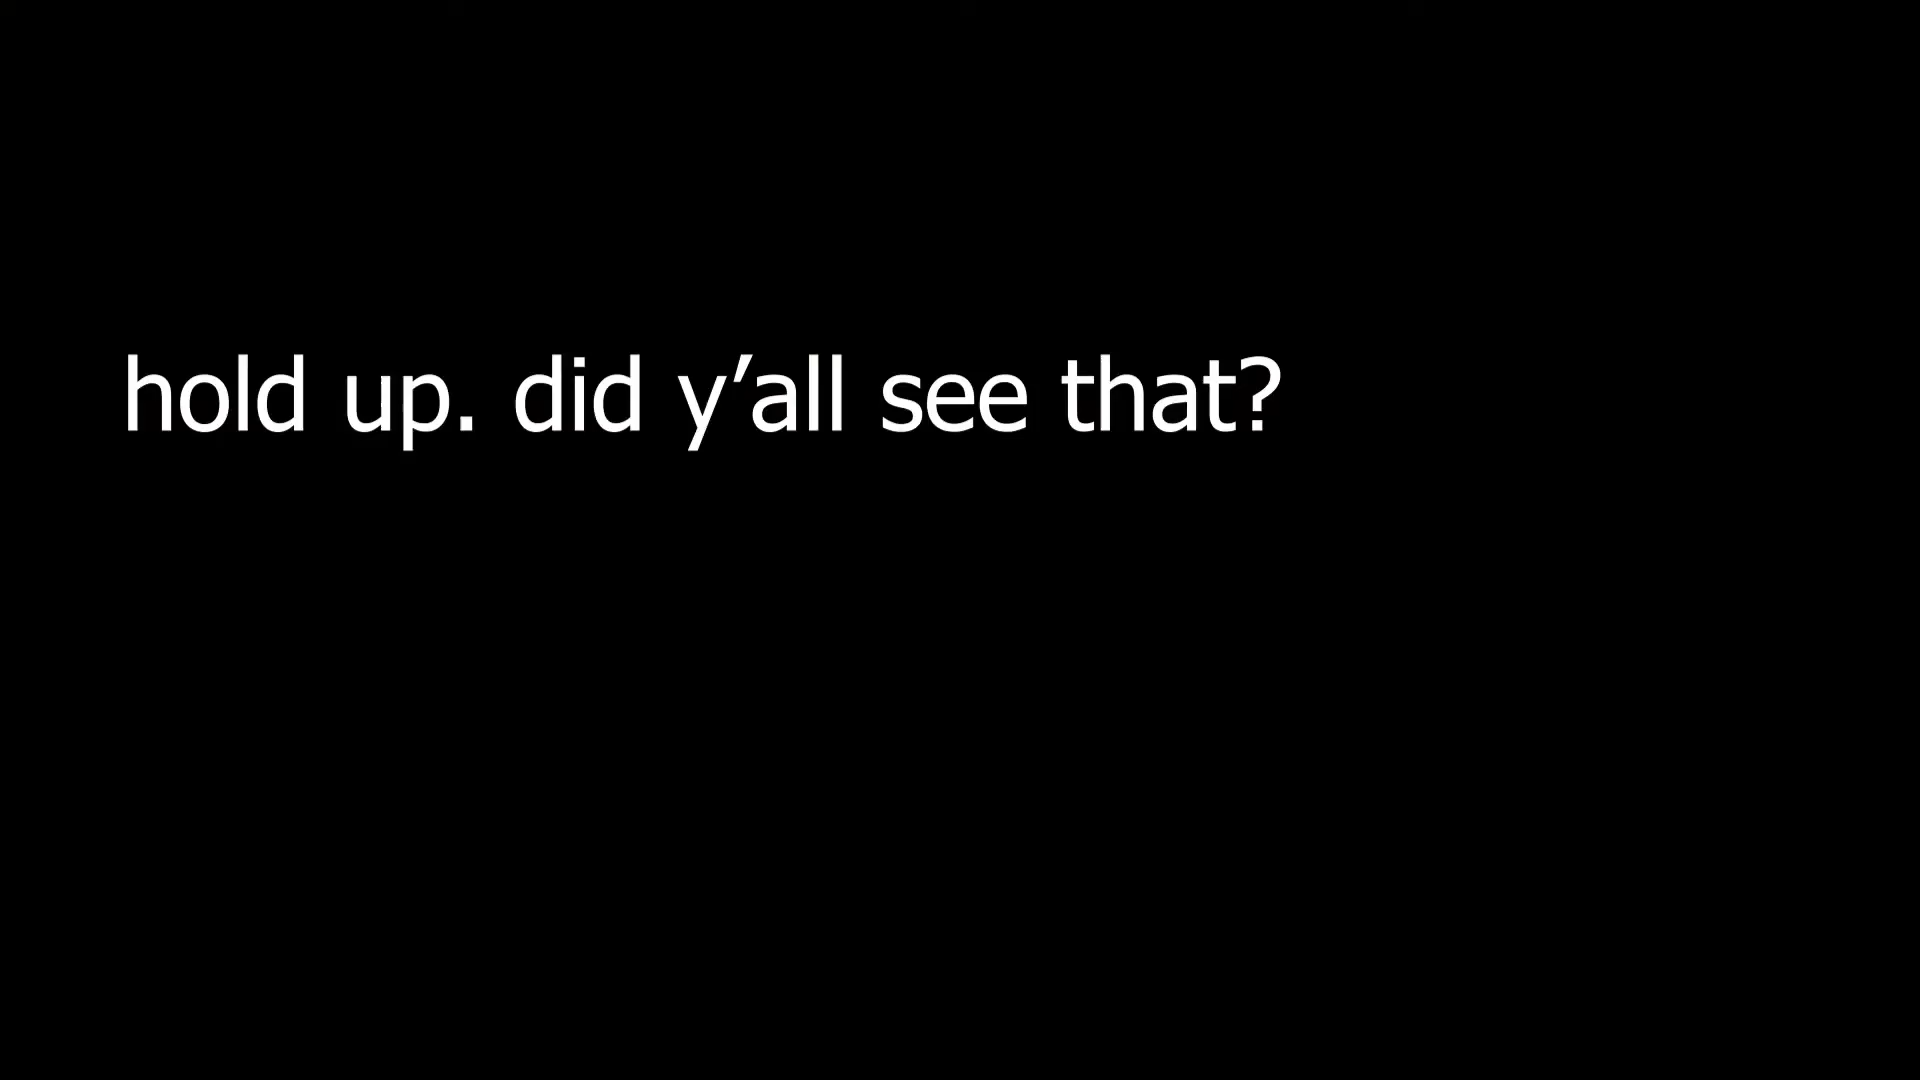 hold up. did y’all see that?